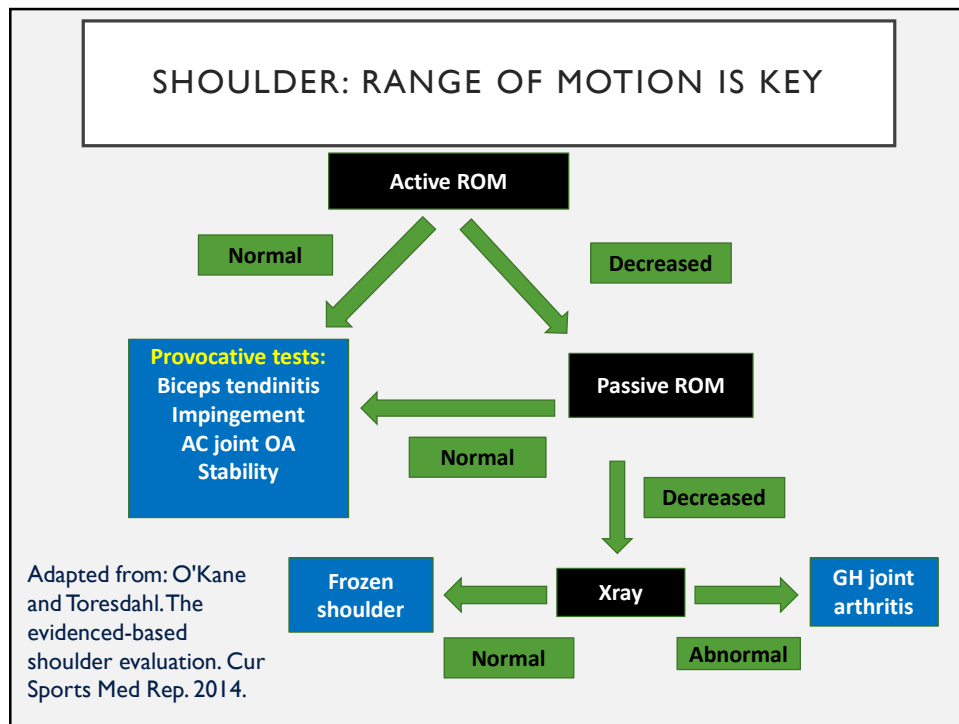 SHOULDER: RANGE OF MOTION IS KEY
Active ROM
Normal
Decreased
Provocative tests:
Biceps tendinitis
Impingement
AC joint OA
Stability
Passive ROM
Normal
Decreased
Adapted from: O'Kane
and Toresdahl. The
evidenced-based
shoulder evaluation. Cur
Sports Med Rep. 2014.
Frozen
shoulder
Xray
GH joint
arthritis
Normal
Abnormal